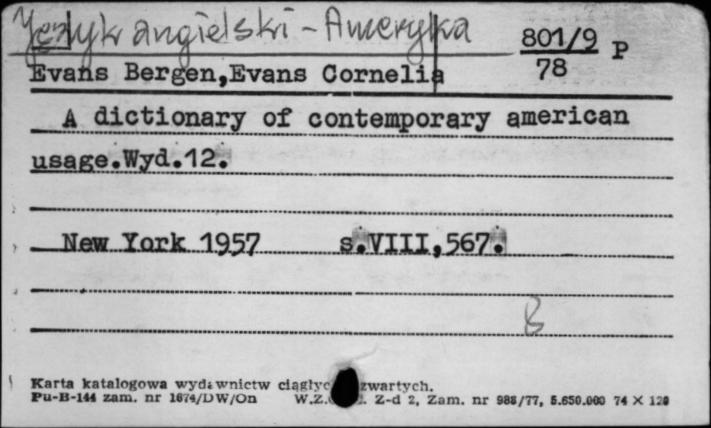 Język angielski - Ameryka
801/9 P
78
Evans Bergen,Evans Cornelia
A dictionary of contemporary american
usage.Wyd.12.
New York 1957 s.VIII,567.
B
Karta katalogowa wydawnictw ciągłyc zwartych.
Pu-B-144 zam. nr 1674/DW/On W.Z. Z-d 2, Zam. nr 988/77, 5.650.000 74 X 120